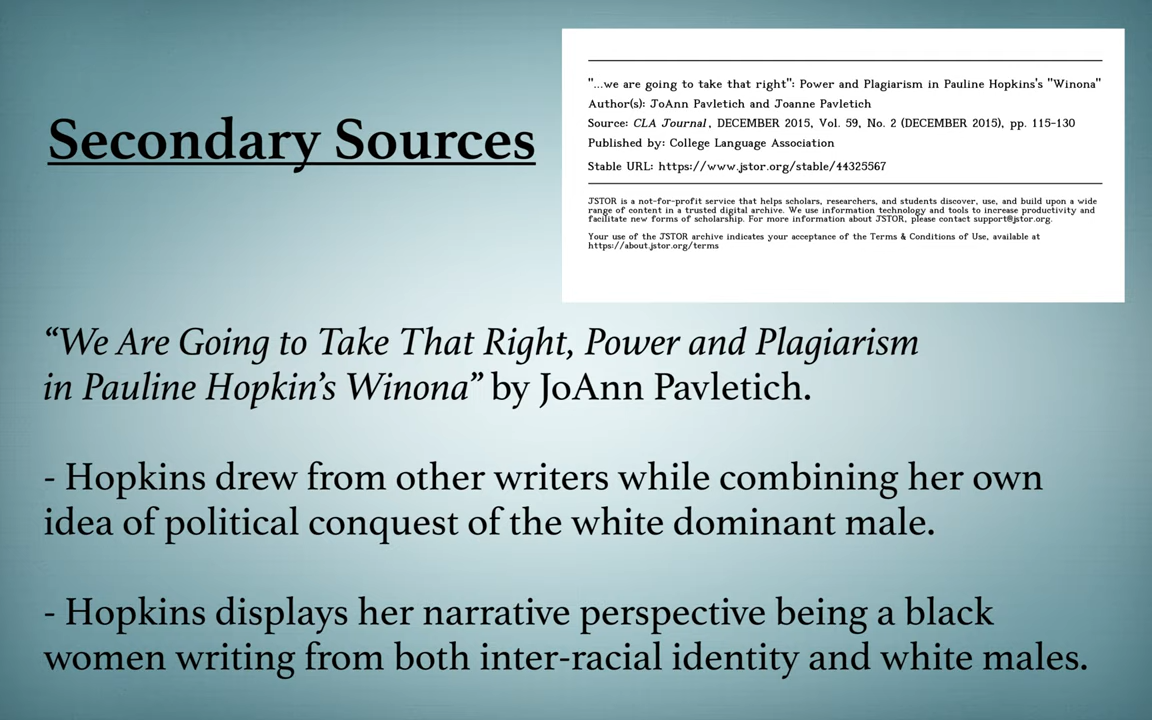 Secondary Sources
"...we are going to take that right": Power and Plagiarism in Pauline Hopkins's "Winona"
Author(s): JoAnn Pavletich and Joanne Pavletich
Source: CLA Journal, DECEMBER 2015, Vol. 59, No. 2 (DECEMBER 2015), pp. 115-130
Published by: College Language Association
Stable URL: https://www.jstor.org/stable/44325567
JSTOR is a not-for-profit service that helps scholars, researchers, and students discover, use, and build upon a wide
range of content in a trusted digital archive. We use information technology and tools to increase productivity and
facilitate new forms of scholarship. For more information about JSTOR, please contact support@jstor.org.
Your use of the JSTOR archive indicates your acceptance of the Terms & Conditions of Use, available at
https://about.jstor.org/terms
“We Are Going to Take That Right, Power and Plagiarism
in Pauline Hopkin’s Winona” by JoAnn Pavletich.
- Hopkins drew from other writers while combining her own
idea of political conquest of the white dominant male.
- Hopkins displays her narrative perspective being a black
women writing from both inter-racial identity and white males.